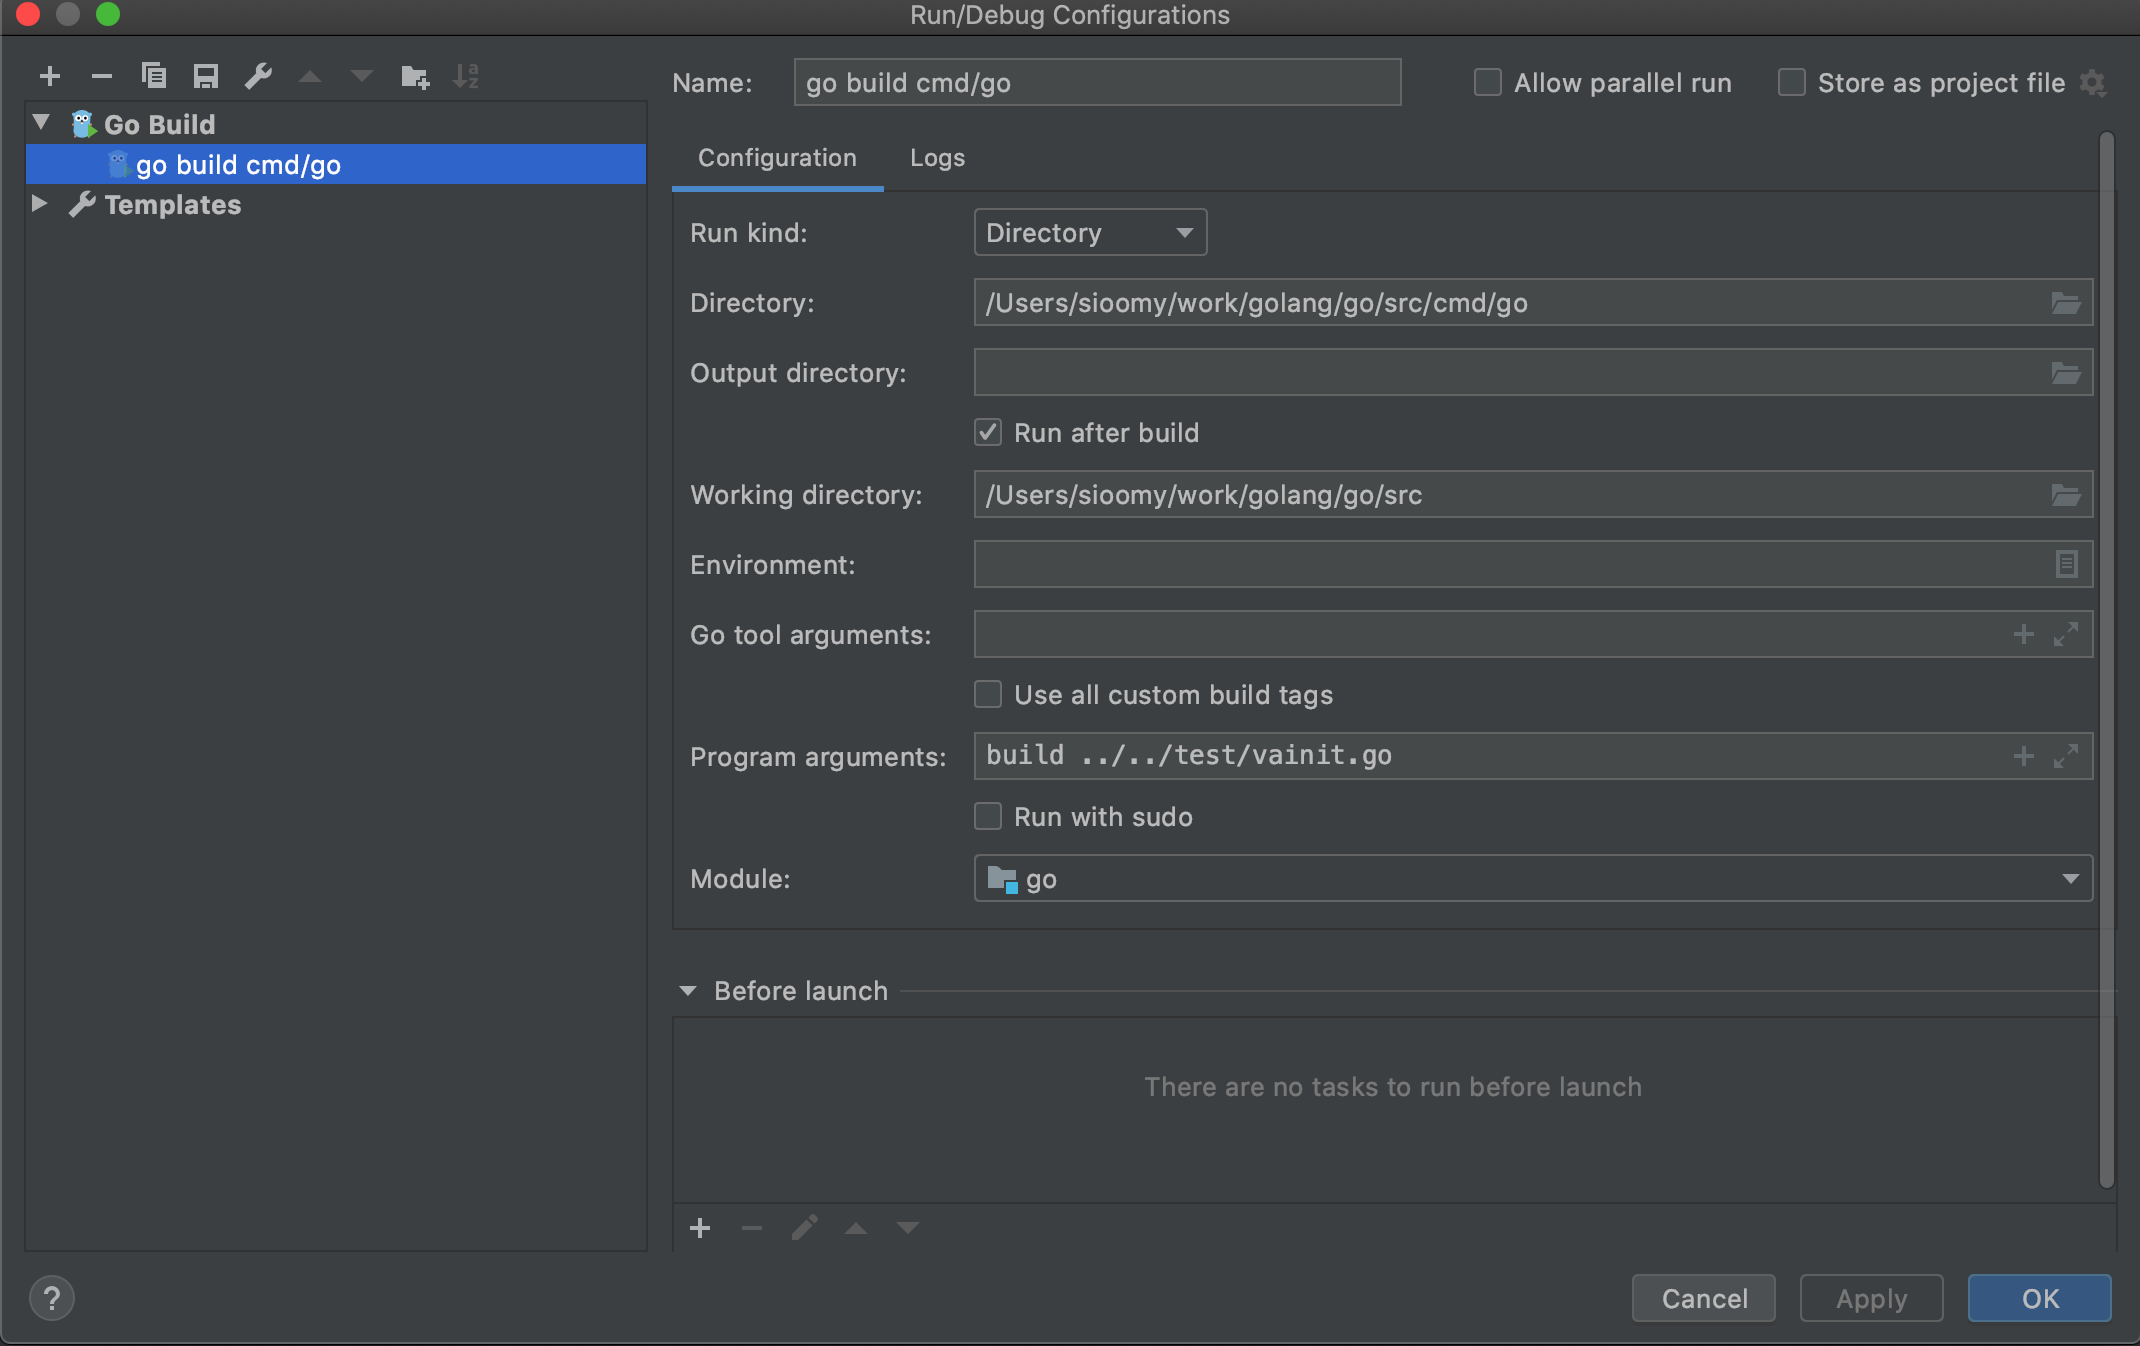 Run/Debug Configurations
Name: go build cmd/go Allow parallel run Store as project file
Go Build
go build cmd/go
Templates
Configuration Logs
Run kind: Directory
Directory: /Users/sioomy/work/golang/go/src/cmd/go
Output directory:
Run after build
Working directory: /Users/sioomy/work/golang/go/src
Environment:
Go tool arguments:
Use all custom build tags
Program arguments: build ../../test/vainit.go
Run with sudo
Module: go
Before launch
There are no tasks to run before launch
? Cancel Apply OK